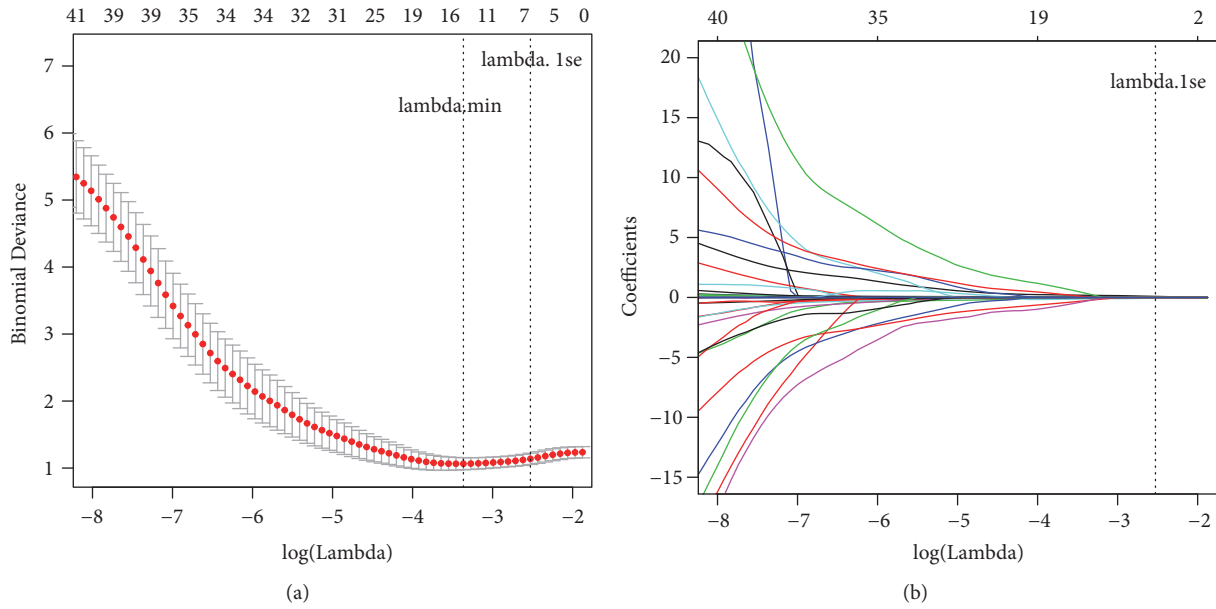 41 39 39 35 34 34 32 31 25 19 16 11 7 5 0
lambda. 1se
lambda.min
7
6
5
4
3
2
1
Binomial Deviance
−8 −7 −6 −5 −4 −3 −2
log(Lambda)
(a)
40 35 19 2
lambda.1se
20
15
10
5
0
−5
−10
−15
Coefficients
−8 −7 −6 −5 −4 −3 −2
log(Lambda)
(b)